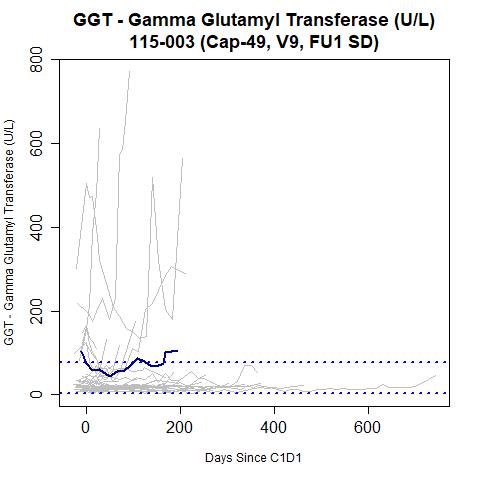 GGT - Gamma Glutamyl Transferase (U/L)
115-003 (Cap-49, V9, FU1 SD)
GGT - Gamma Glutamyl Transferase (U/L)
800
600
400
200
0
0 200 400 600
Days Since C1D1